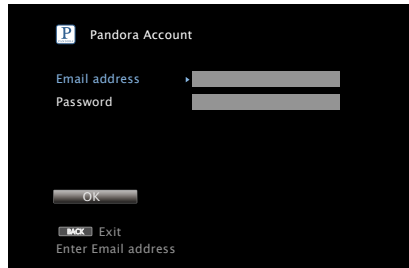 P Pandora Account
Email address
Password
OK
BACK Exit
Enter Email address